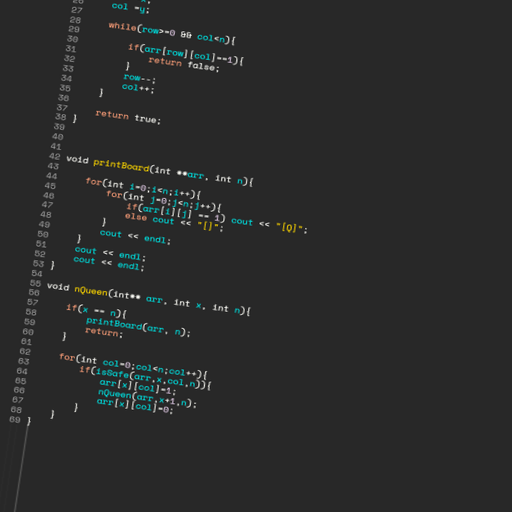 26
27 col =y;
28
29 while(row>=0 && col<n){
30
31 if(arr[row][col]==1){
32 return false;
33 }
34 row--;
35 col++;
36 }
37
38 return true;
39 }
40
41
42
43 void printBoard(int **arr, int n){
44
45 for(int i=0;i<n;i++){
46 for(int j=0;j<n;j++){
47 if(arr[i][j] == 1) cout << "[Q]";
48 else cout << "[]";
49 }
50 cout << endl;
51 }
52 cout << endl;
53 cout << endl;
54 }
55
56 void nQueen(int** arr, int x, int n){
57
58 if(x == n){
59 printBoard(arr, n);
60 return;
61 }
62
63 for(int col=0;col<n;col++){
64 if(isSafe(arr,x,col,n)){
65 arr[x][col]=1;
66 nQueen(arr,x+1,n);
67 arr[x][col]=0;
68 }
69 }
}